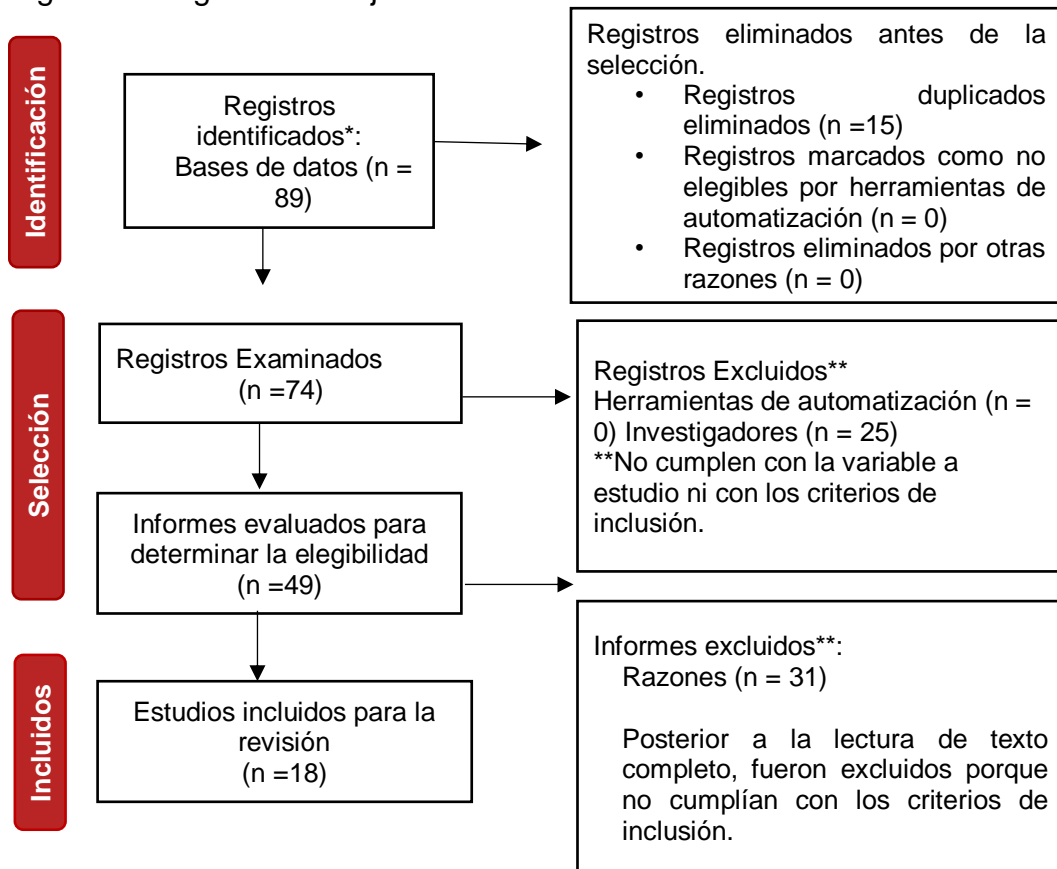 Identificación
Registros
identificados*:
Bases de datos (n =
89)
Registros eliminados antes de la
selección.
• Registros duplicados
eliminados (n =15)
• Registros marcados como no
elegibles por herramientas de
automatización (n = 0)
• Registros eliminados por otras
razones (n = 0)
Selección
Registros Examinados
(n =74)
Registros Excluidos**
Herramientas de automatización (n =
0) Investigadores (n = 25)
**No cumplen con la variable a
estudio ni con los criterios de
inclusión.
Informes evaluados para
determinar la elegibilidad
(n =49)
Informes excluidos**:
Razones (n = 31)
Posterior a la lectura de texto
completo, fueron excluidos porque
no cumplían con los criterios de
inclusión.
Incluidos
Estudios incluidos para la
revisión
(n =18)